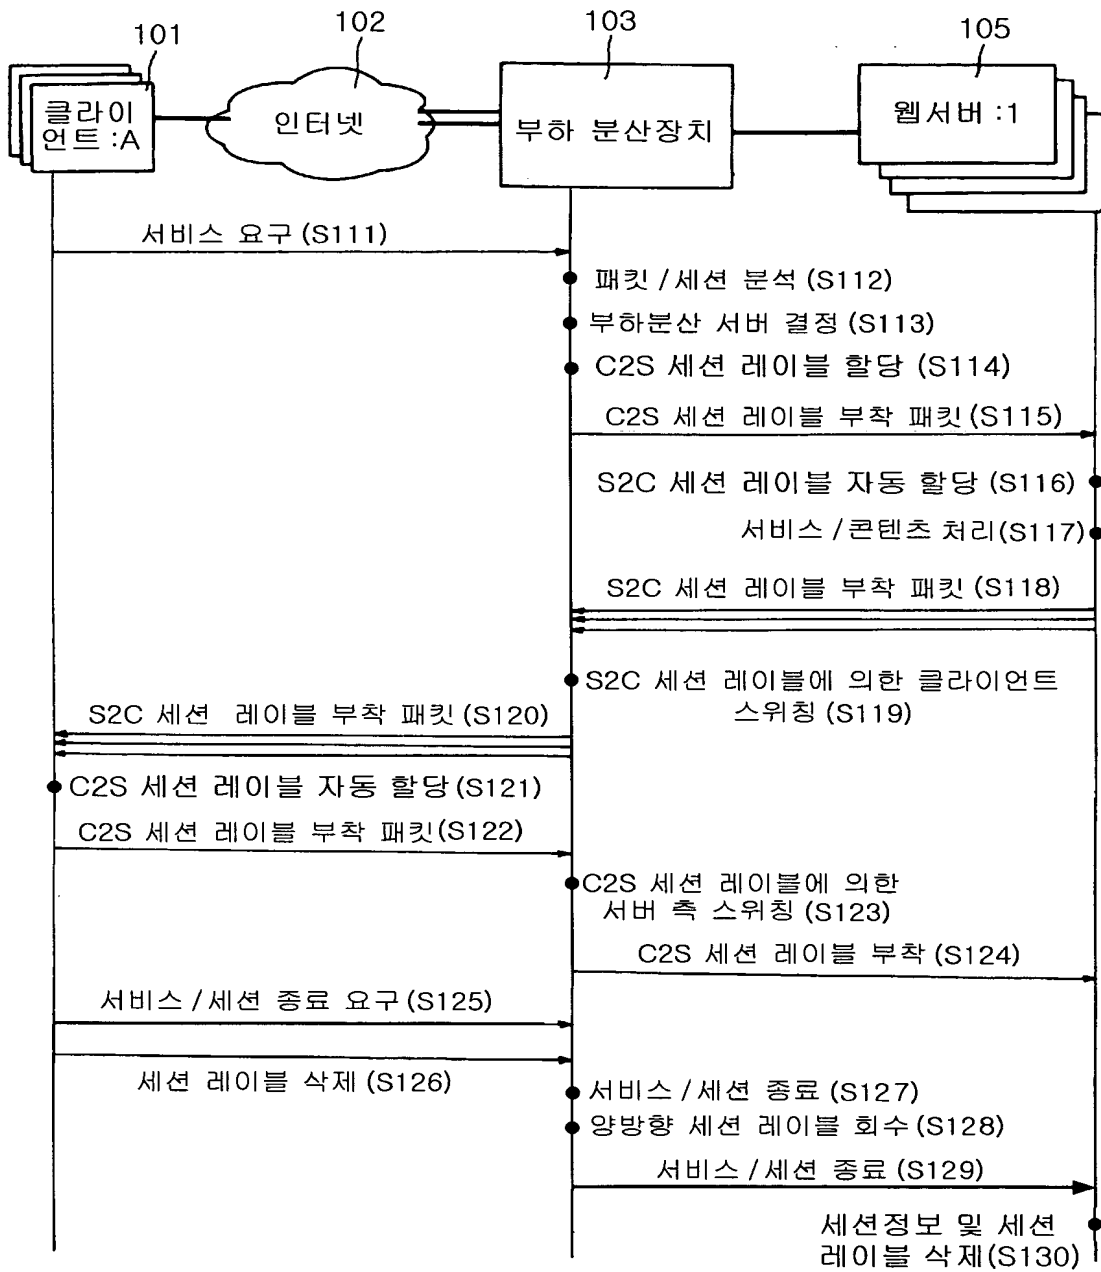 101
102
103
105
클라이
언트 :A
인터넷
부하 분산장치
웹서버 :1
서비스 요구 (S111)
패킷 / 세션 분석 (S112)
부하분산 서버 결정 (S113)
C2S 세션 레이블 할당 (S114)
C2S 세션 레이블 부착 패킷 (S115)
S2C 세션 레이블 자동 할당 (S116)
서비스 / 콘텐츠 처리(S117)
S2C 세션 레이블 부착 패킷 (S118)
S2C 세션 레이블에 의한 클라이언트
스위칭 (S119)
S2C 세션 레이블 부착 패킷 (S120)
C2S 세션 레이블 자동 할당 (S121)
C2S 세션 레이블 부착 패킷(S122)
C2S 세션 레이블에 의한
서버 측 스위칭 (S123)
C2S 세션 레이블 부착 (S124)
서비스 / 세션 종료 요구 (S125)
세션 레이블 삭제 (S126)
서비스 / 세션 종료 (S127)
양방향 세션 레이블 회수 (S128)
서비스 / 세션 종료 (S129)
세션정보 및 세션
레이블 삭제(S130)